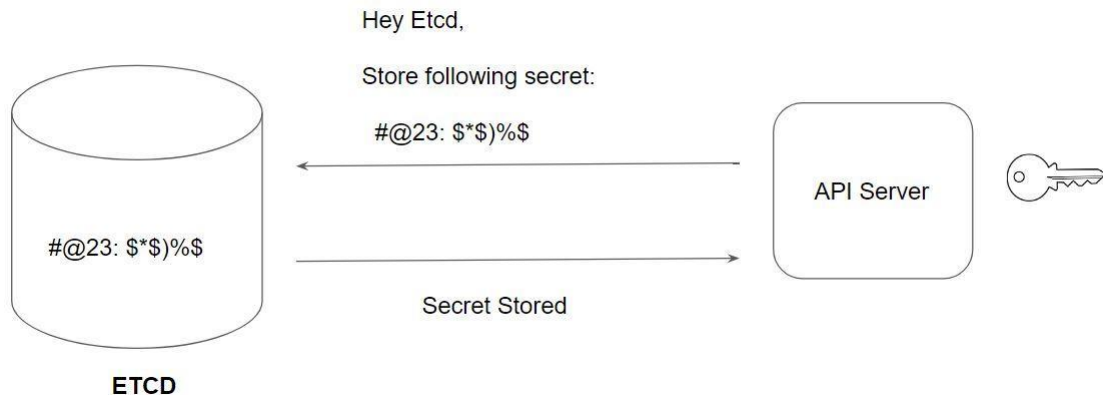 Hey Etcd,
Store following secret:
#@23: $*$)%$
API Server
#@23: $*$)%$
Secret Stored
ETCD